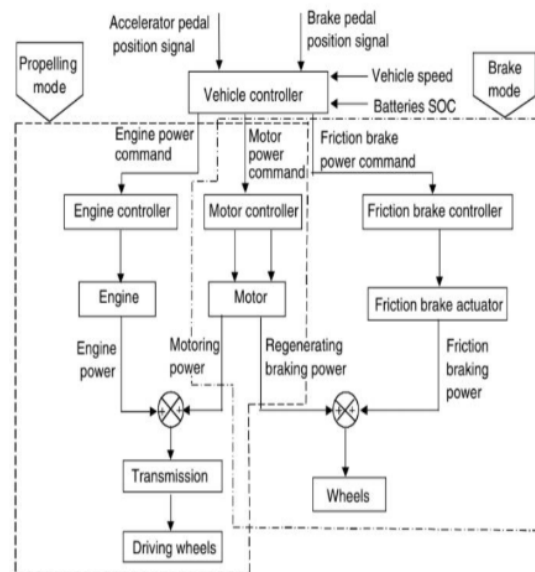 Accelerator pedal
position signal
Brake pedal
position signal
Propelling
mode
Brake
mode
Vehicle controller
Vehicle speed
Batteries SOC
Engine power
command
Motor
power
command
Friction brake
power command
Engine controller
Motor controller
Friction brake controller
Engine
Motor
Friction brake actuator
Engine
power
Motoring
power
Regenerating
braking power
Friction
braking
power
+ +
+ +
Transmission
Wheels
Driving wheels